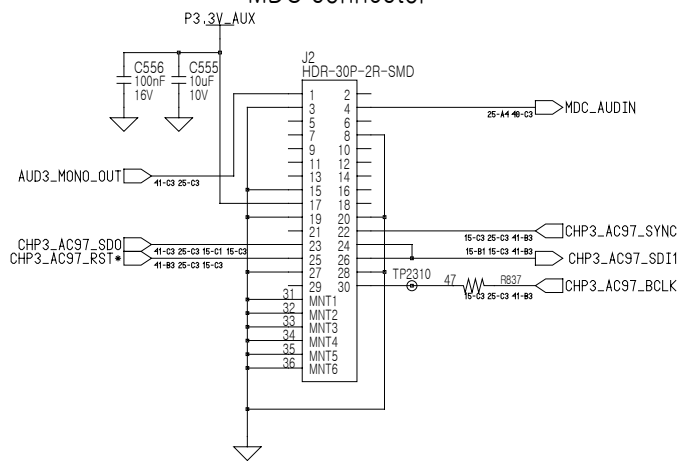 MDC connector
P3.3V_AUX
C556
100nF
16V
C555
10uF
10V
J2
HDR-30P-2R-SMD
1 2
3 4
5 6
7 8
9 10
11 12
13 14
15 16
17 18
19 20
21 22
23 24
25 26
27 28
29 30
31 MNT1
32 MNT2
33 MNT3
34 MNT4
35 MNT5
36 MNT6
25-A4 40-C3 MDC_AUDIN
AUD3_MONO_OUT 41-C3 25-C3
15-C3 25-C3 41-B3 CHP3_AC97_SYNC
CHP3_AC97_SDO 41-C3 25-C3 15-C1 15-C3
15-B1 15-C3 41-B3 CHP3_AC97_SDI1
CHP3_AC97_RST* 41-B3 25-C3 15-C3
TP2310 47 R837
15-C3 25-C3 41-B3 CHP3_AC97_BCLK